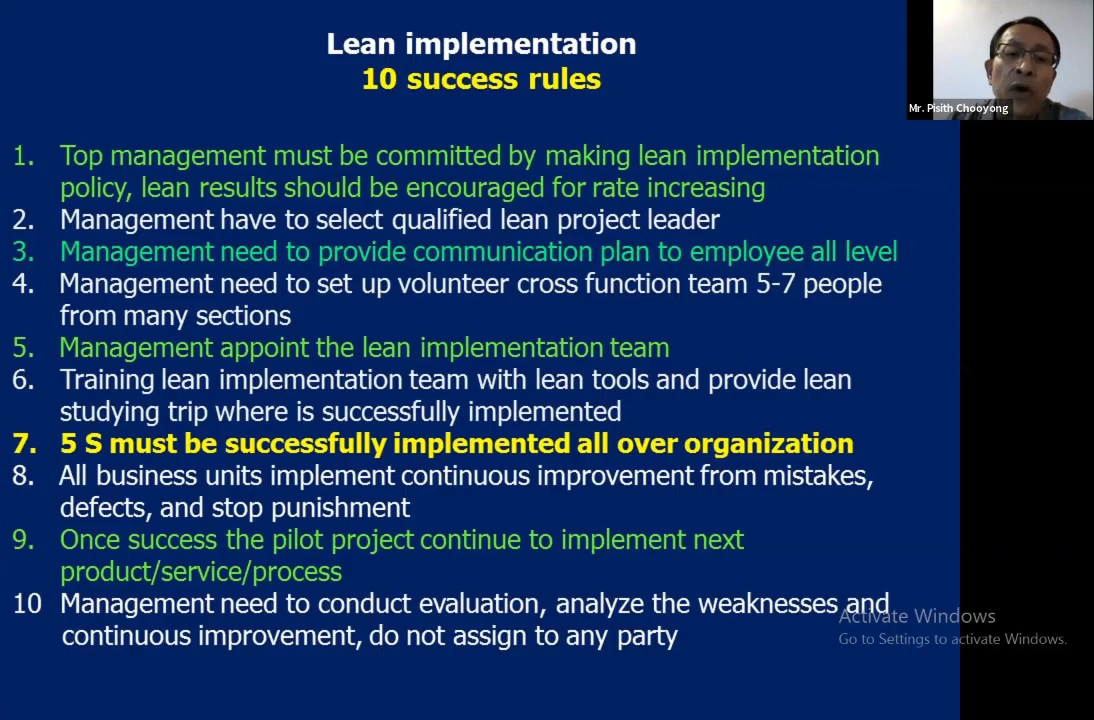 Lean implementation
10 success rules
Mr. Pisith Chooyong
1. Top management must be committed by making lean implementation
policy, lean results should be encouraged for rate increasing
2. Management have to select qualified lean project leader
3. Management need to provide communication plan to employee all level
4. Management need to set up volunteer cross function team 5-7 people
from many sections
5. Management appoint the lean implementation team
6. Training lean implementation team with lean tools and provide lean
studying trip where is successfully implemented
7. 5 S must be successfully implemented all over organization
8. All business units implement continuous improvement from mistakes,
defects, and stop punishment
9. Once success the pilot project continue to implement next
product/service/process
10 Management need to conduct evaluation, analyze the weaknesses and
continuous improvement, do not assign to any party
Activate Windows
Go to Settings to activate Windows.